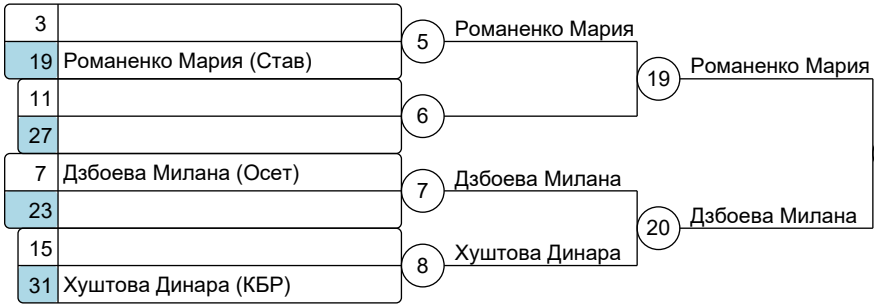 3
19 Романенко Мария (Став)
11
27
7 Дзбоева Милана (Осет)
23
15
31 Хуштова Динара (КБР)
5 Романенко Мария
6
7 Дзбоева Милана
8 Хуштова Динара
19 Романенко Мария
20 Дзбоева Милана